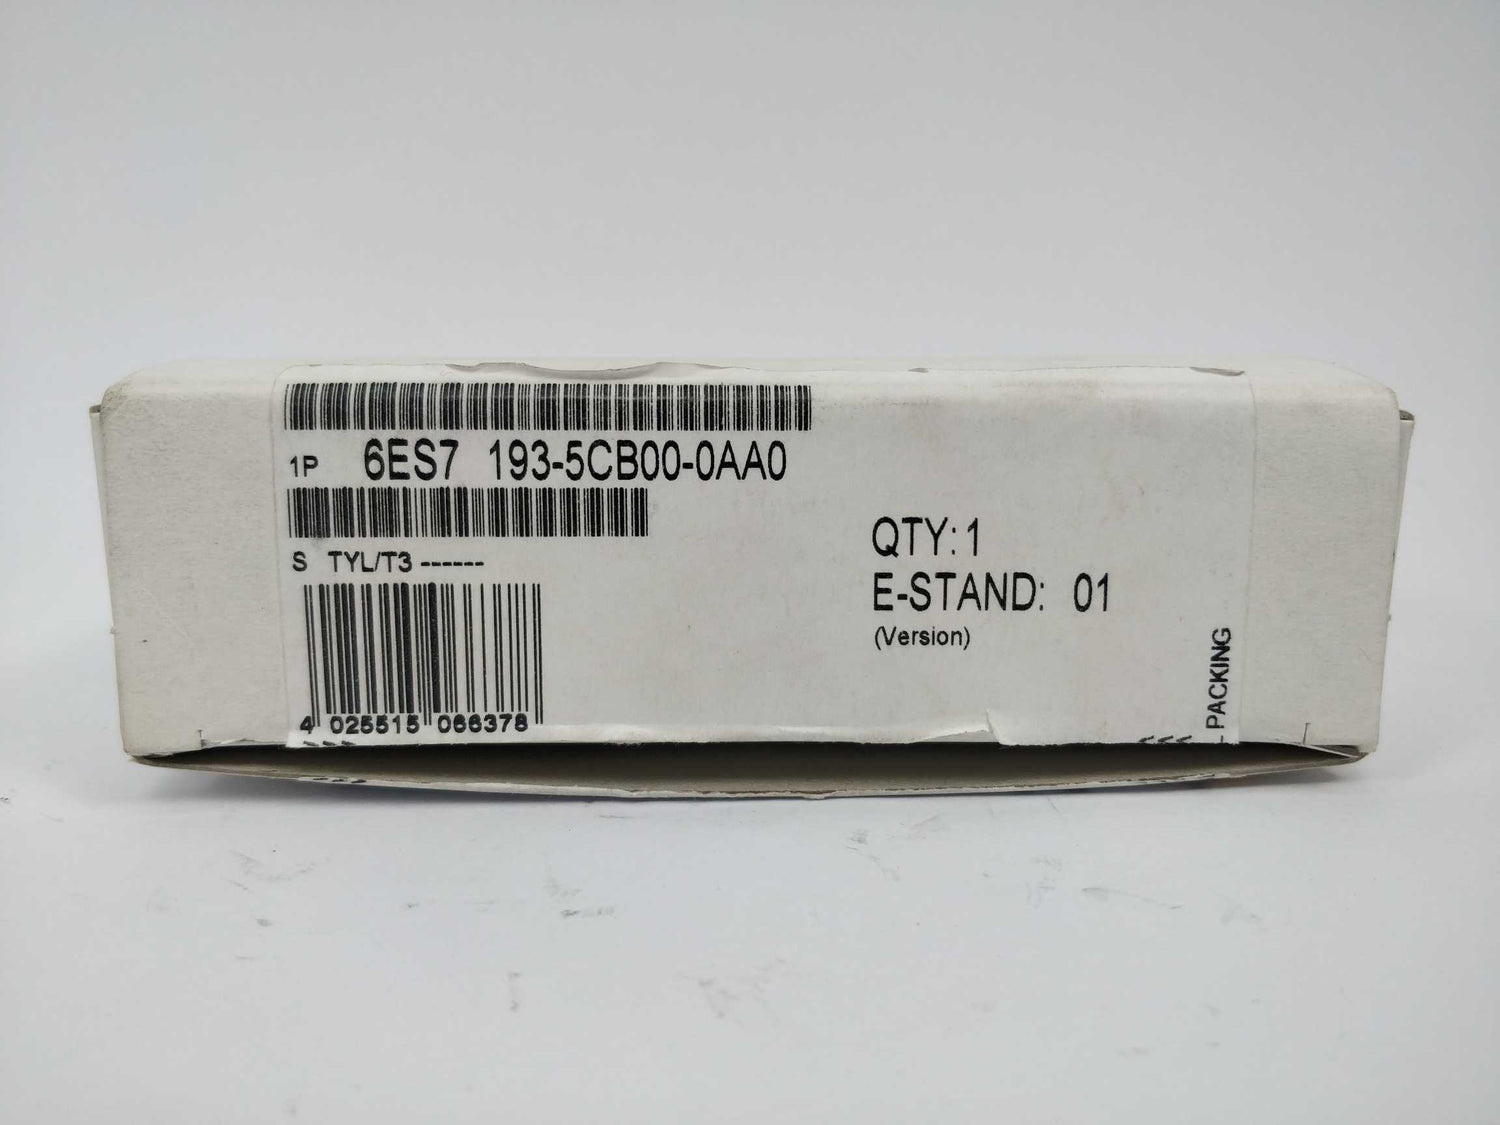 1P 6ES7 193-5CB00-0AA0
S TYL/T3 ------
QTY: 1
E-STAND: 01
(Version)
4 025515 066378
PACKING
>>>
<<<